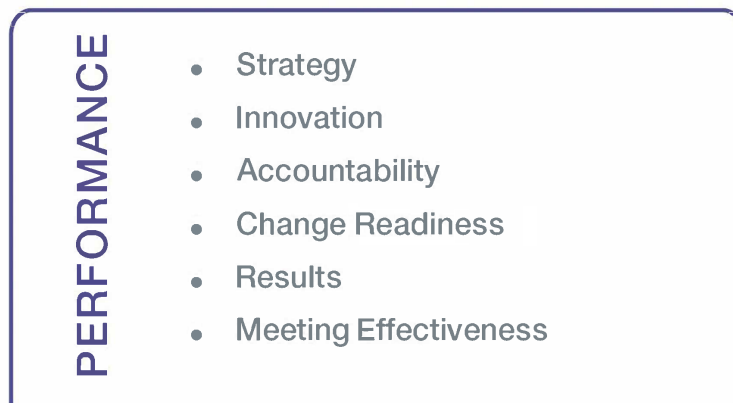 PERFORMANCE
Strategy
Innovation
Accountability
Change Readiness
Results
Meeting Effectiveness